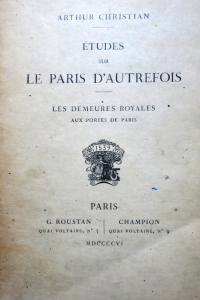 ARTHUR CHRISTIAN
ÉTUDES
SUR
LE PARIS D'AUTREFOIS
LES DEMEURES ROYALES
AUX PORTES DE PARIS
1539
PARIS
G. ROUSTAN
QUAI VOLTAIRE, N° 5
CHAMPION
QUAI VOLTAIRE, N° 9
MDCCCCVI